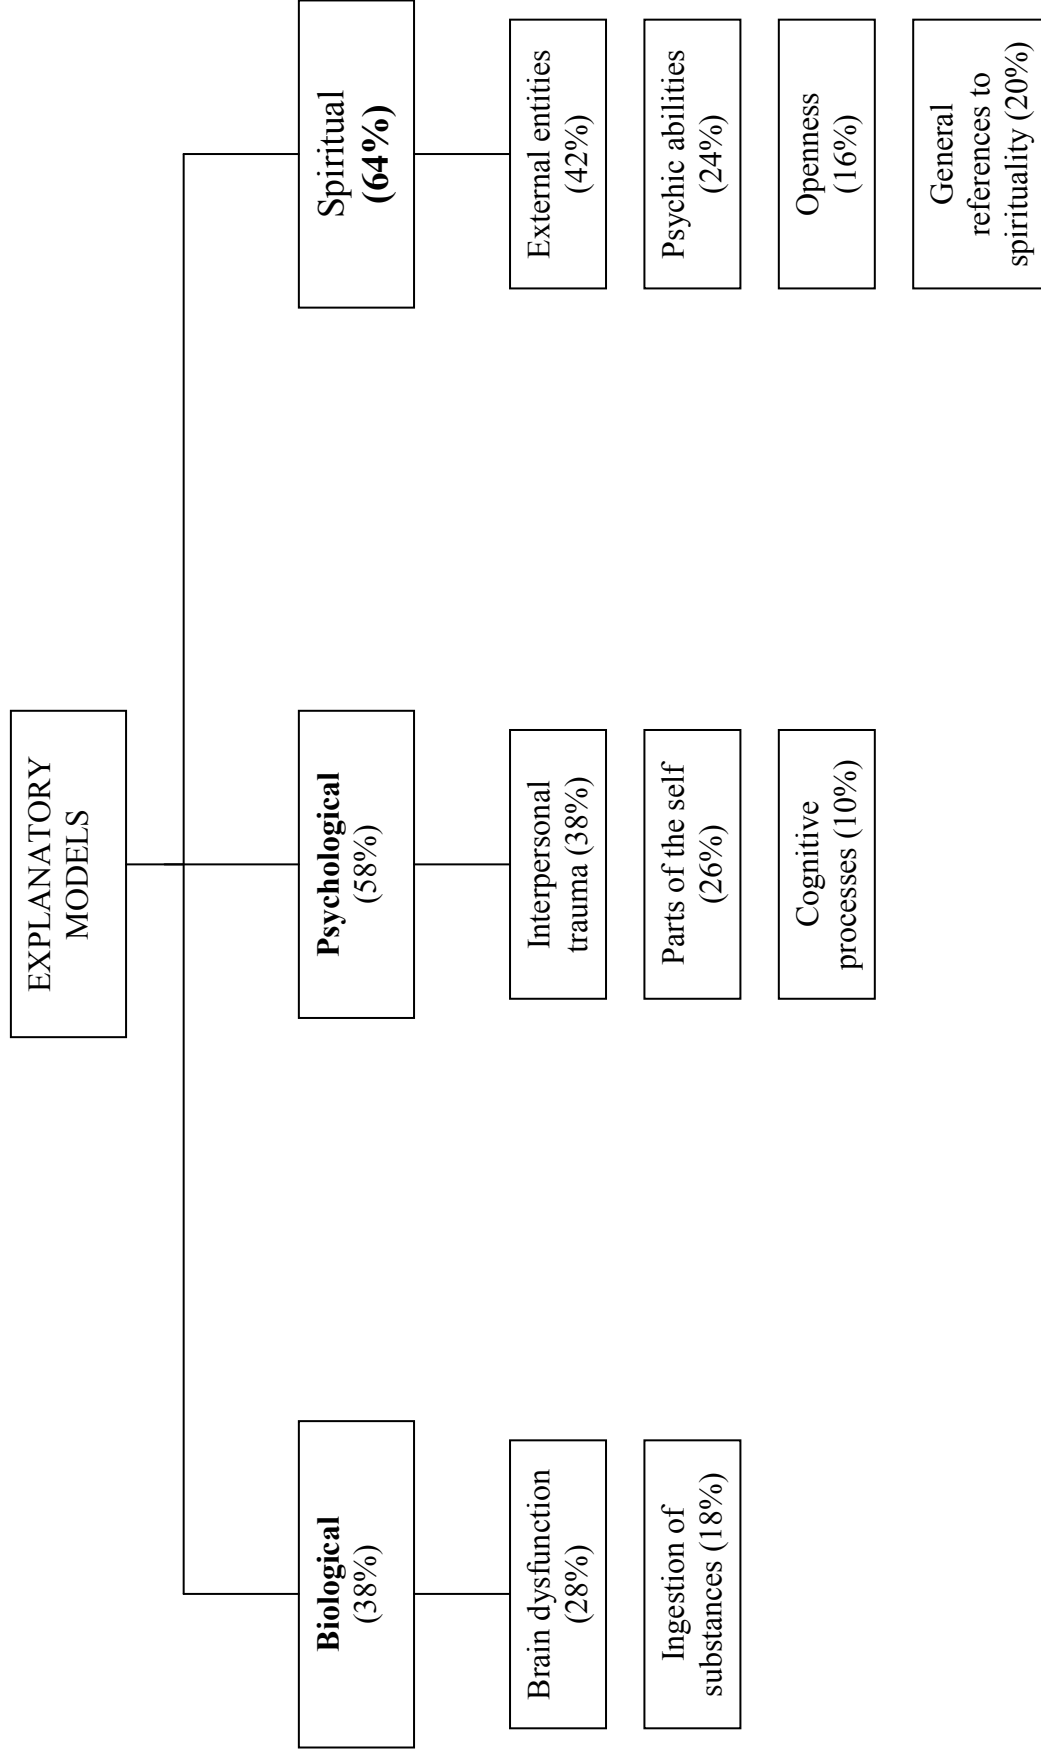 EXPLANATORY
MODELS
Biological
(38%)
Brain dysfunction
(28%)
Ingestion of
substances (18%)
Psychological
(58%)
Interpersonal
trauma (38%)
Parts of the self
(26%)
Cognitive
processes (10%)
Spiritual
(64%)
External entities
(42%)
Psychic abilities
(24%)
Openness
(16%)
General
references to
spirituality (20%)